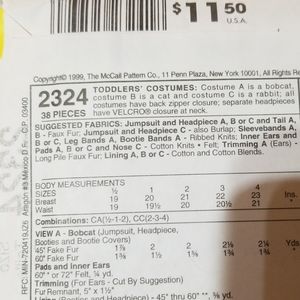 $11.50
U.S.A.
Copyright© 1999, The McCall Pattern Co., 11 Penn Plaza, New York 10001, All Rights Re
2324
38 PIECES
TODDLERS' COSTUMES: Costume A is a bobcat,
costume B is a cat and costume C is a rabbit; all
costumes have back zipper closure; separate headpieces
have VELCRO® closure at neck.
SUGGESTED FABRICS: Jumpsuit and Headpiece A, B or C and Tail A,
B - Faux Fur; Jumpsuit and Headpiece C - also Burlap; Sleevebands A,
B or C, Leg Bands A, Bootie Bands A - Ribbed Knits; Inner Ears and
Pads A, B or C and Nose C - Cotton Knits • Felt; Trimming A (Ears) -
Long Pile Faux Fur; Lining A, B or C - Cotton and Cotton Blends.
BODY MEASUREMENTS
SIZES ½ 1 2 3 4
Breast 19 20 21 22 23 Ins.
Waist 19 19½ 20 20½ 21 "
Combinations: CA(½-1-2), CC(2-3-4)
VIEW A - Bobcat (Jumpsuit, Headpiece,
Booties and Bootie Covers)
45" Fake Fur 1⅞ 2 2 2⅛ 2¼ Yds
60" Fake Fur
Pads and Inner Ears
60" ** or 72" Felt, ¼ yd.
Trimming (For Ears - Cut By Suggestion)
Fur Remnant, 5" x 1½"